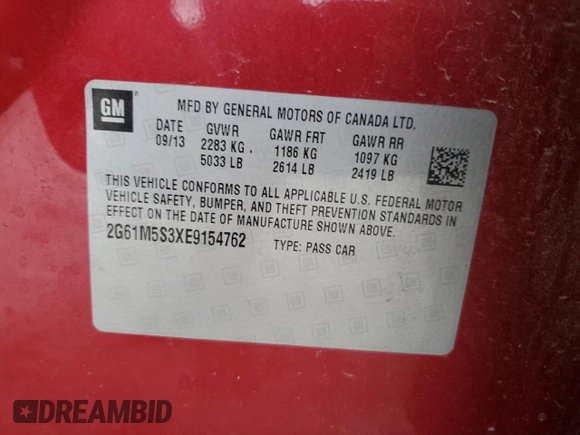 GM
MFD BY GENERAL MOTORS OF CANADA LTD.
DATE GVWR GAWR FRT GAWR RR
09/13 2283 KG. 1186 KG 1097 KG
5033 LB 2614 LB 2419 LB
THIS VEHICLE CONFORMS TO ALL APPLICABLE U.S. FEDERAL MOTOR
VEHICLE SAFETY, BUMPER, AND THEFT PREVENTION STANDARDS IN
EFFECT ON THE DATE OF MANUFACTURE SHOWN ABOVE.
2G61M5S3XE9154762 TYPE: PASS CAR
DREAMBID